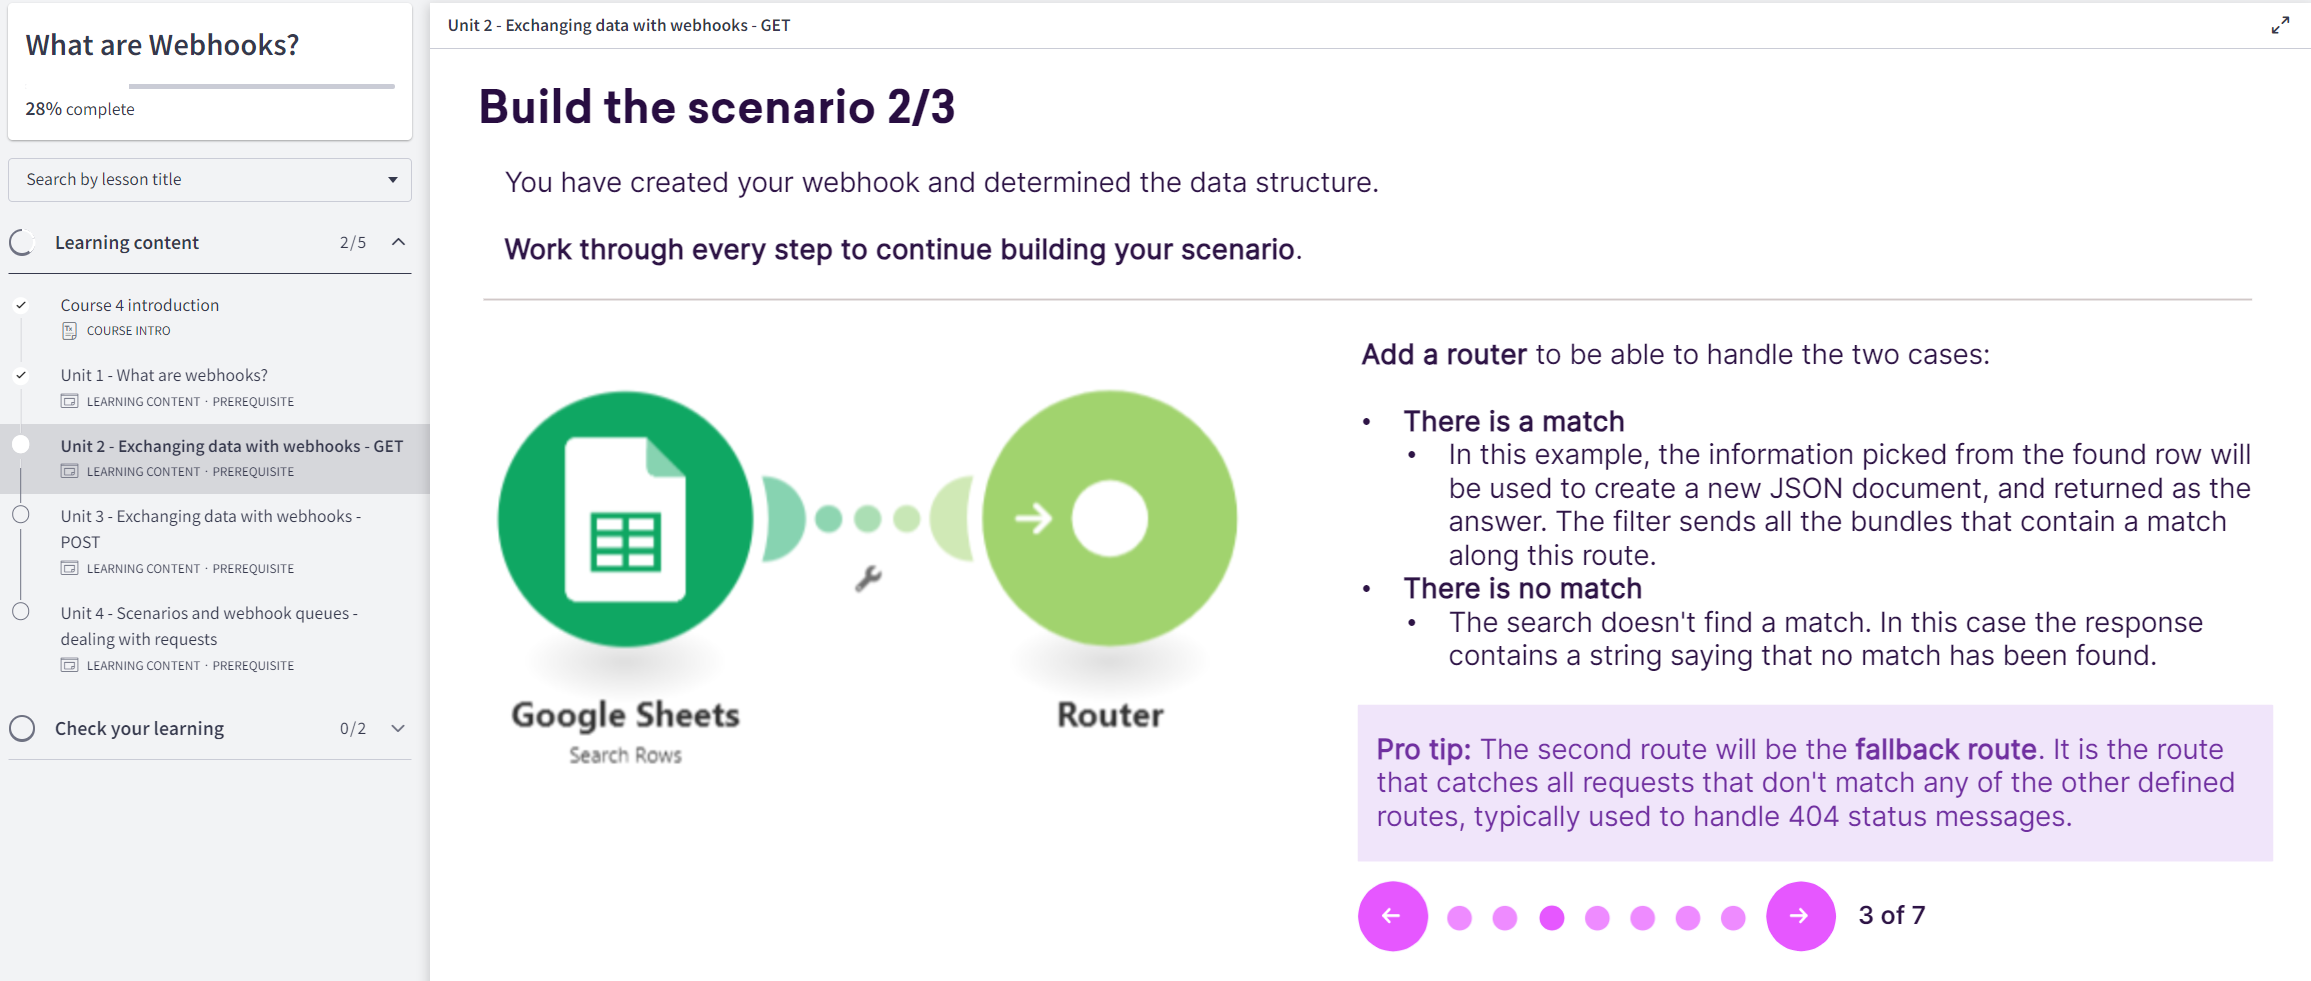 What are Webhooks?
28% complete
Search by lesson title
Learning content 2/5
Course 4 introduction
COURSE INTRO
Unit 1 - What are webhooks?
LEARNING CONTENT · PREREQUISITE
Unit 2 - Exchanging data with webhooks - GET
LEARNING CONTENT · PREREQUISITE
Unit 3 - Exchanging data with webhooks -
POST
LEARNING CONTENT · PREREQUISITE
Unit 4 - Scenarios and webhook queues -
dealing with requests
LEARNING CONTENT · PREREQUISITE
Check your learning 0/2
Unit 2 - Exchanging data with webhooks - GET
Build the scenario 2/3
You have created your webhook and determined the data structure.
Work through every step to continue building your scenario.
Google Sheets
Search Rows
Router
Add a router to be able to handle the two cases:
• There is a match
• In this example, the information picked from the found row will
be used to create a new JSON document, and returned as the
answer. The filter sends all the bundles that contain a match
along this route.
• There is no match
• The search doesn't find a match. In this case the response
contains a string saying that no match has been found.
Pro tip: The second route will be the fallback route. It is the route
that catches all requests that don't match any of the other defined
routes, typically used to handle 404 status messages.
3 of 7